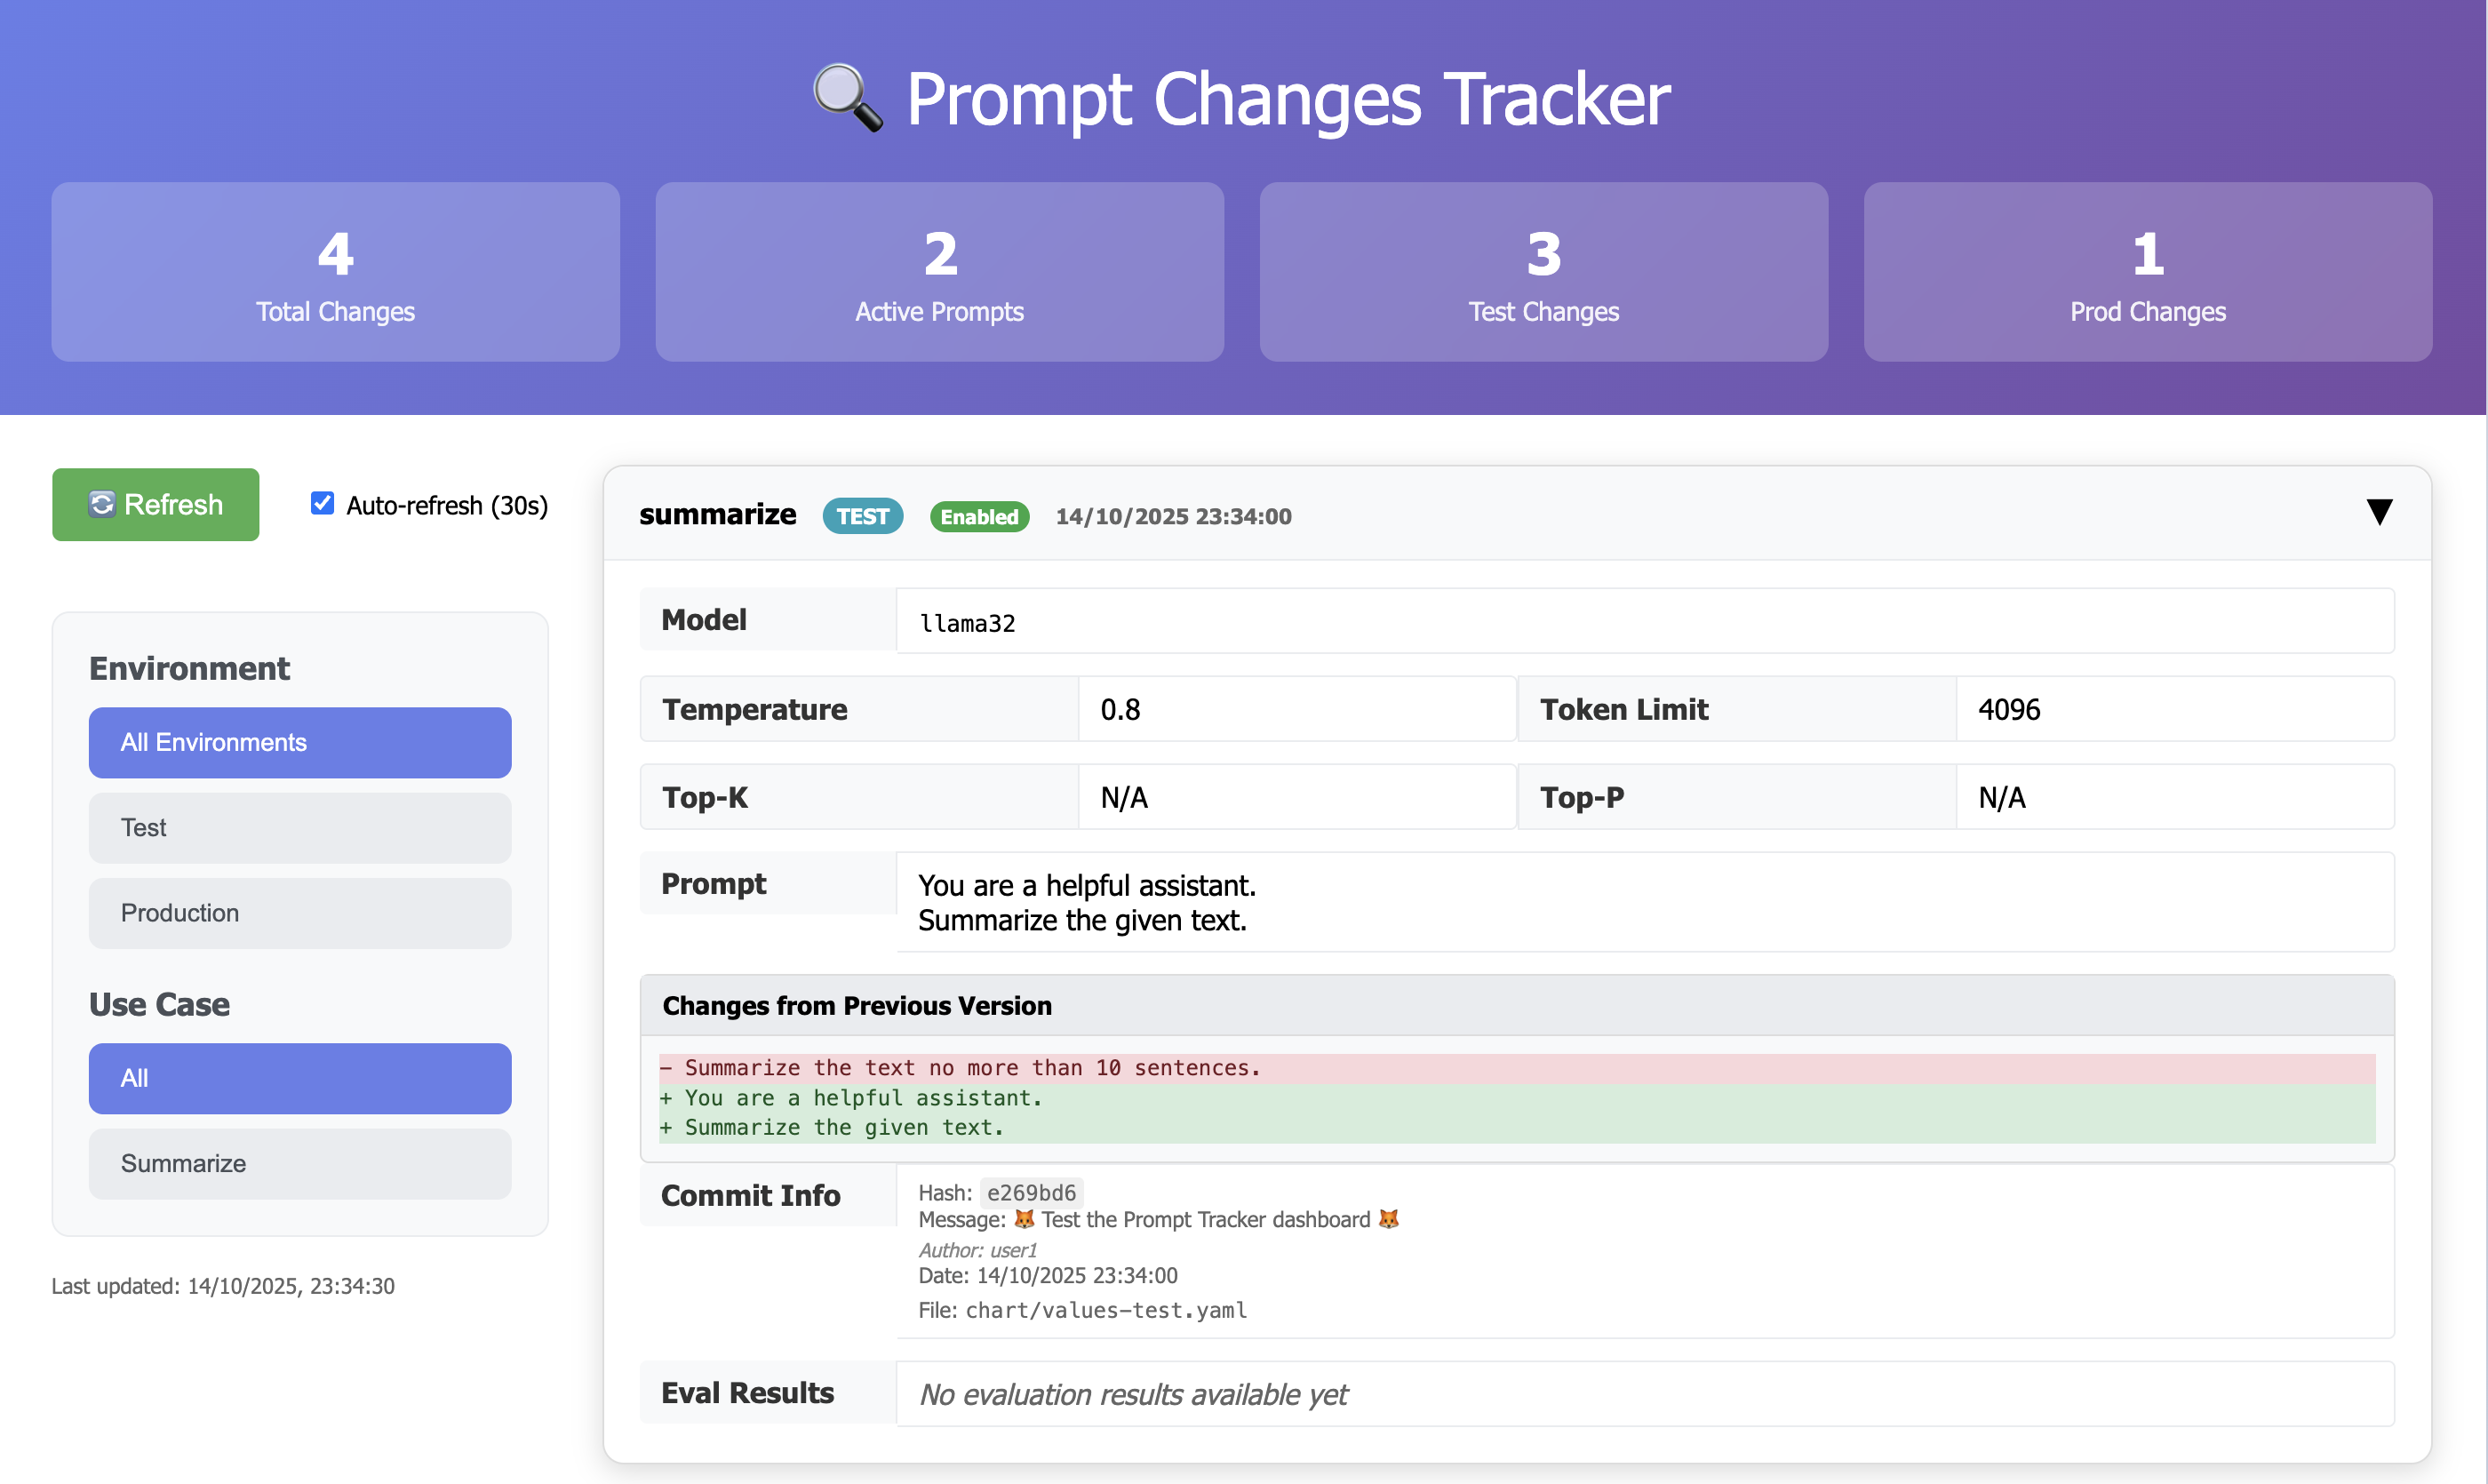 🔍 Prompt Changes Tracker
4
Total Changes
2
Active Prompts
3
Test Changes
1
Prod Changes
🔄 Refresh
Auto-refresh (30s)
Environment
All Environments
Test
Production
Use Case
All
Summarize
Last updated: 14/10/2025, 23:34:30
summarize TEST Enabled 14/10/2025 23:34:00 ▼
Model llama32
Temperature 0.8 Token Limit 4096
Top-K N/A Top-P N/A
Prompt You are a helpful assistant.
Summarize the given text.
Changes from Previous Version
- Summarize the text no more than 10 sentences.
+ You are a helpful assistant.
+ Summarize the given text.
Commit Info Hash: e269bd6
Message: 🦊 Test the Prompt Tracker dashboard 🦊
Author: user1
Date: 14/10/2025 23:34:00
File: chart/values-test.yaml
Eval Results No evaluation results available yet